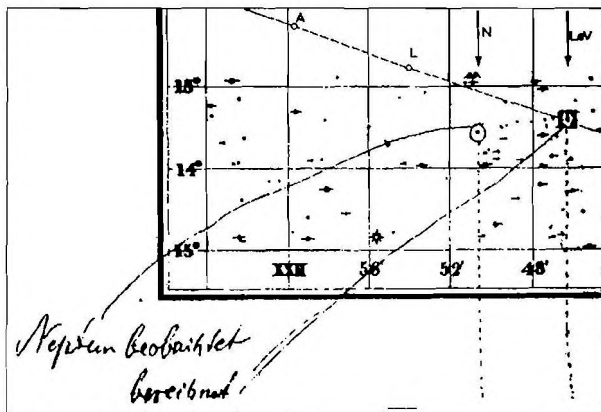 A
L
N
LeV
13°
14°
15°
XXII
56'
52'
48'
Neptun beobachtet
berechnet